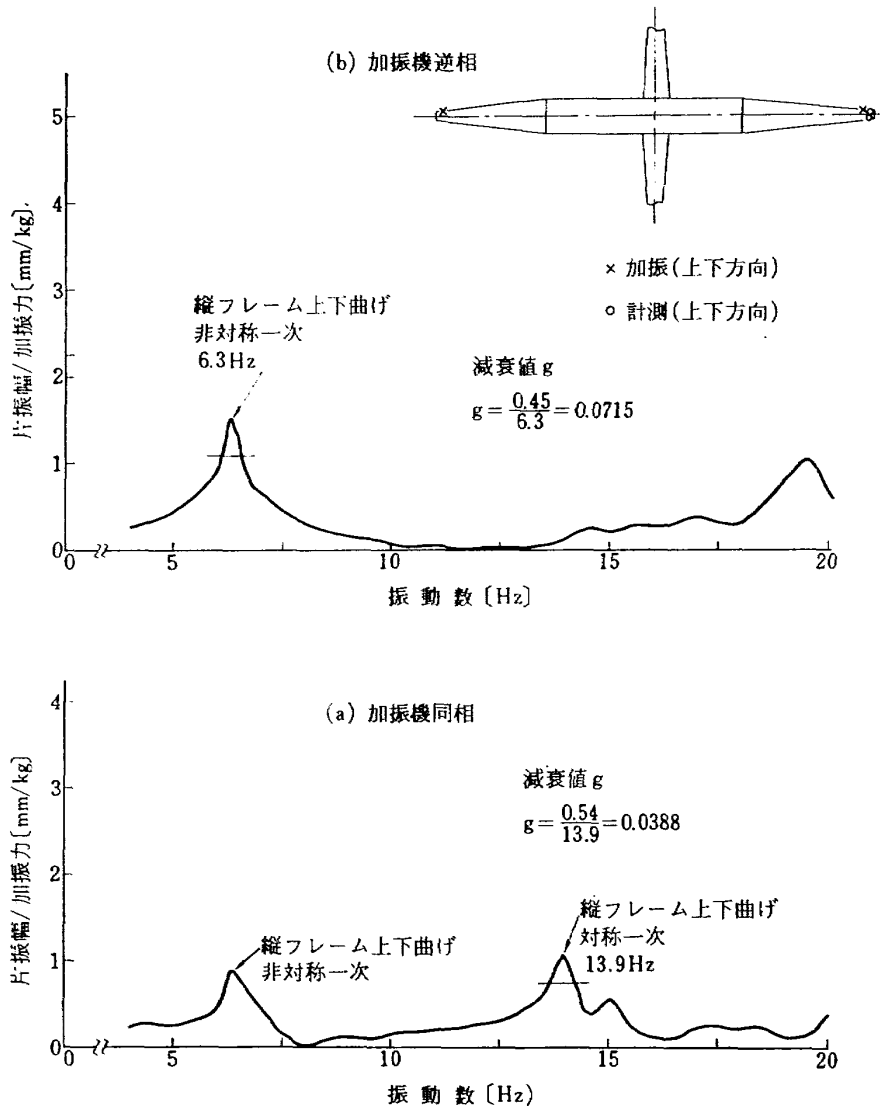 (b) 加振機逆相
5
4
3
2
1
0
片振幅/加振力〔mm/kg〕
× 加振(上下方向)
○ 計測(上下方向)
縦フレーム上下曲げ
非対称一次
6.3Hz
減衰値 g
g = 0.45/6.3 = 0.0715
0 5 10 15 20
振動数〔Hz〕
(a) 加振機同相
4
3
2
1
0
片振幅/加振力〔mm/kg〕
減衰値 g
g = 0.54/13.9 = 0.0388
縦フレーム上下曲げ
非対称一次
縦フレーム上下曲げ
対称一次
13.9Hz
0 5 10 15 20
振動数〔Hz)